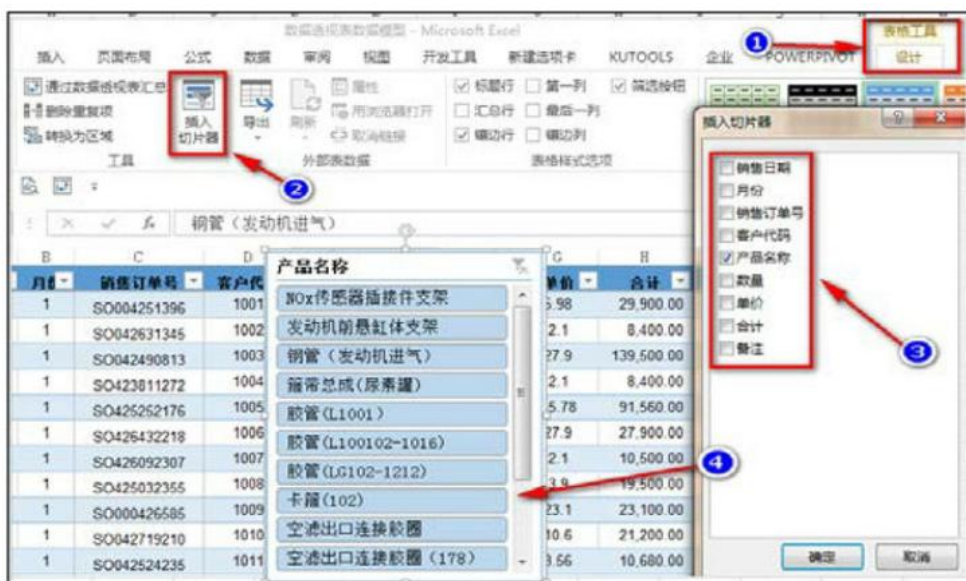 数据透视表数据模型 - Microsoft Excel
表格工具
插入 页面布局 公式 数据 审阅 视图 开发工具 新建选项卡 KUTOOLS 企业 POWERPIVOT 设计
1
通过数据透视表汇总
删除重复项
转换为区域
插入
切片器
工具
导出
刷新
属性
用浏览器打开
取消链接
外部表数据
标题行 第一列 筛选按钮
汇总行 最后一列
镶边行 镶边列
表格样式选项
2
钢管（发动机进气）
插入切片器
销售日期
月份
销售订单号
客户代码
产品名称
数量
单价
合计
备注
3
确定 取消
B C D G H
月份 销售订单号 客户代 单价 合计
1 SO004251396 1001 5.98 29,900.00
1 SO042631345 1002 2.1 8,400.00
1 SO042490813 1003 27.9 139,500.00
1 SO423811272 1004 2.1 8,400.00
1 SO425252176 1005 5.78 91,560.00
1 SO426432218 1006 27.9 27,900.00
1 SO426092307 1007 2.1 10,500.00
1 SO425032355 1008 3.9 19,500.00
1 SO000426585 1009 23.1 23,100.00
1 SO042719210 1010 10.6 21,200.00
1 SO042524235 1011 3.56 10,680.00
产品名称
NOx传感器插接件支架
发动机前悬缸体支架
钢管（发动机进气）
箍带总成(尿素罐)
胶管(L1001)
胶管(L100102-1016)
胶管(LG102-1212)
卡箍(102)
空滤出口连接胶圈
空滤出口连接胶圈（178）
4